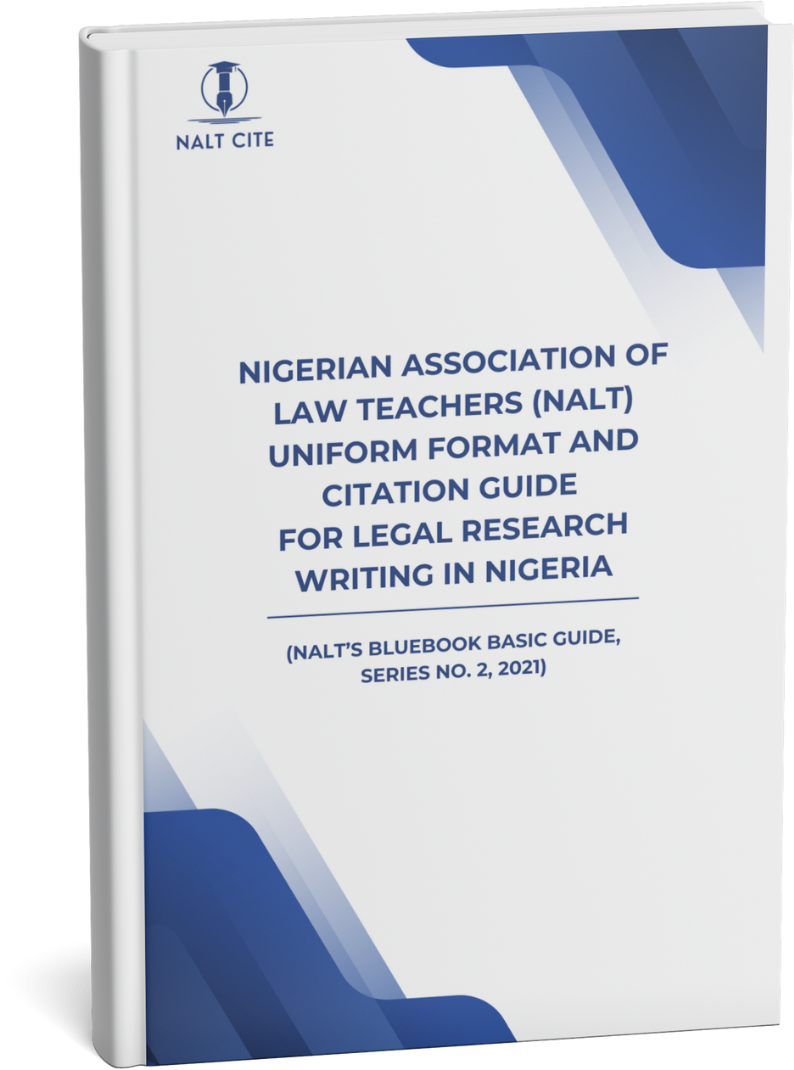 NALT CITE
NIGERIAN ASSOCIATION OF
LAW TEACHERS (NALT)
UNIFORM FORMAT AND
CITATION GUIDE
FOR LEGAL RESEARCH
WRITING IN NIGERIA
(NALT’S BLUEBOOK BASIC GUIDE,
SERIES NO. 2, 2021)